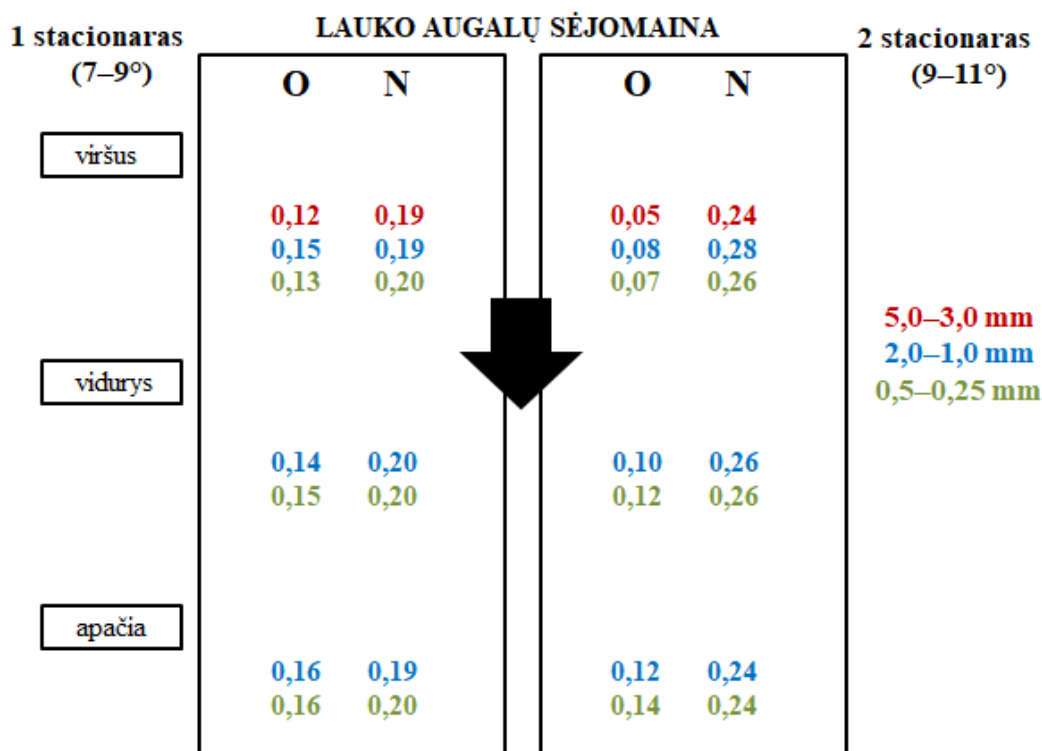 LAUKO AUGALŲ SĖJOMAINA
1 stacionaras
(7–9°)
2 stacionaras
(9–11°)
O N O N
viršus
0,12 0,19 0,05 0,24
0,15 0,19 0,08 0,28
0,13 0,20 0,07 0,26
5,0–3,0 mm
2,0–1,0 mm
0,5–0,25 mm
vidurys
0,14 0,20 0,10 0,26
0,15 0,20 0,12 0,26
apačia
0,16 0,19 0,12 0,24
0,16 0,20 0,14 0,24